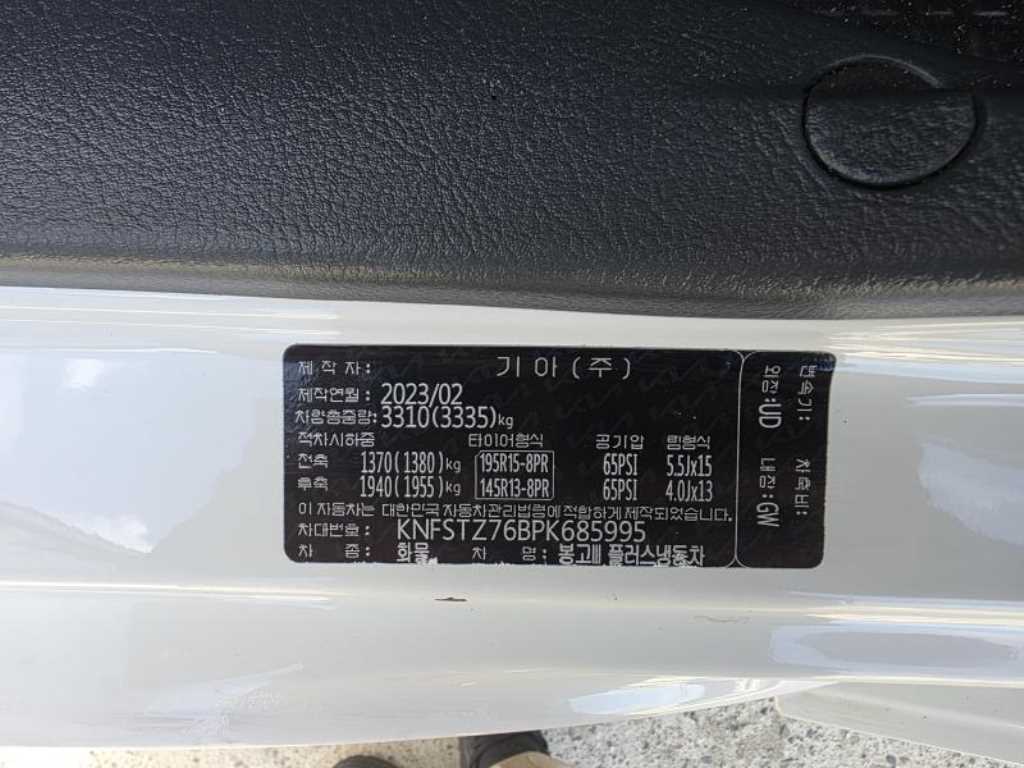 제 작 자 : 기 아 ( 주 )
제작연월 : 2023/02
차량총중량: 3310(3335)kg
적차시하중 타이어형식 공기압 림형식
전축 1370(1380)kg 195R15-8PR 65PSI 5.5Jx15
후축 1940(1955)kg 145R13-8PR 65PSI 4.0Jx13
이 자동차는 대한민국 자동차관리법령에 적합하게 제작되었습니다.
차대번호: KNFSTZ76BPK685995
차 종 : 화물 차 명 : 봉고Ⅲ 플러스냉동차
변속기: 차축비:
외장:UD 내장:GW